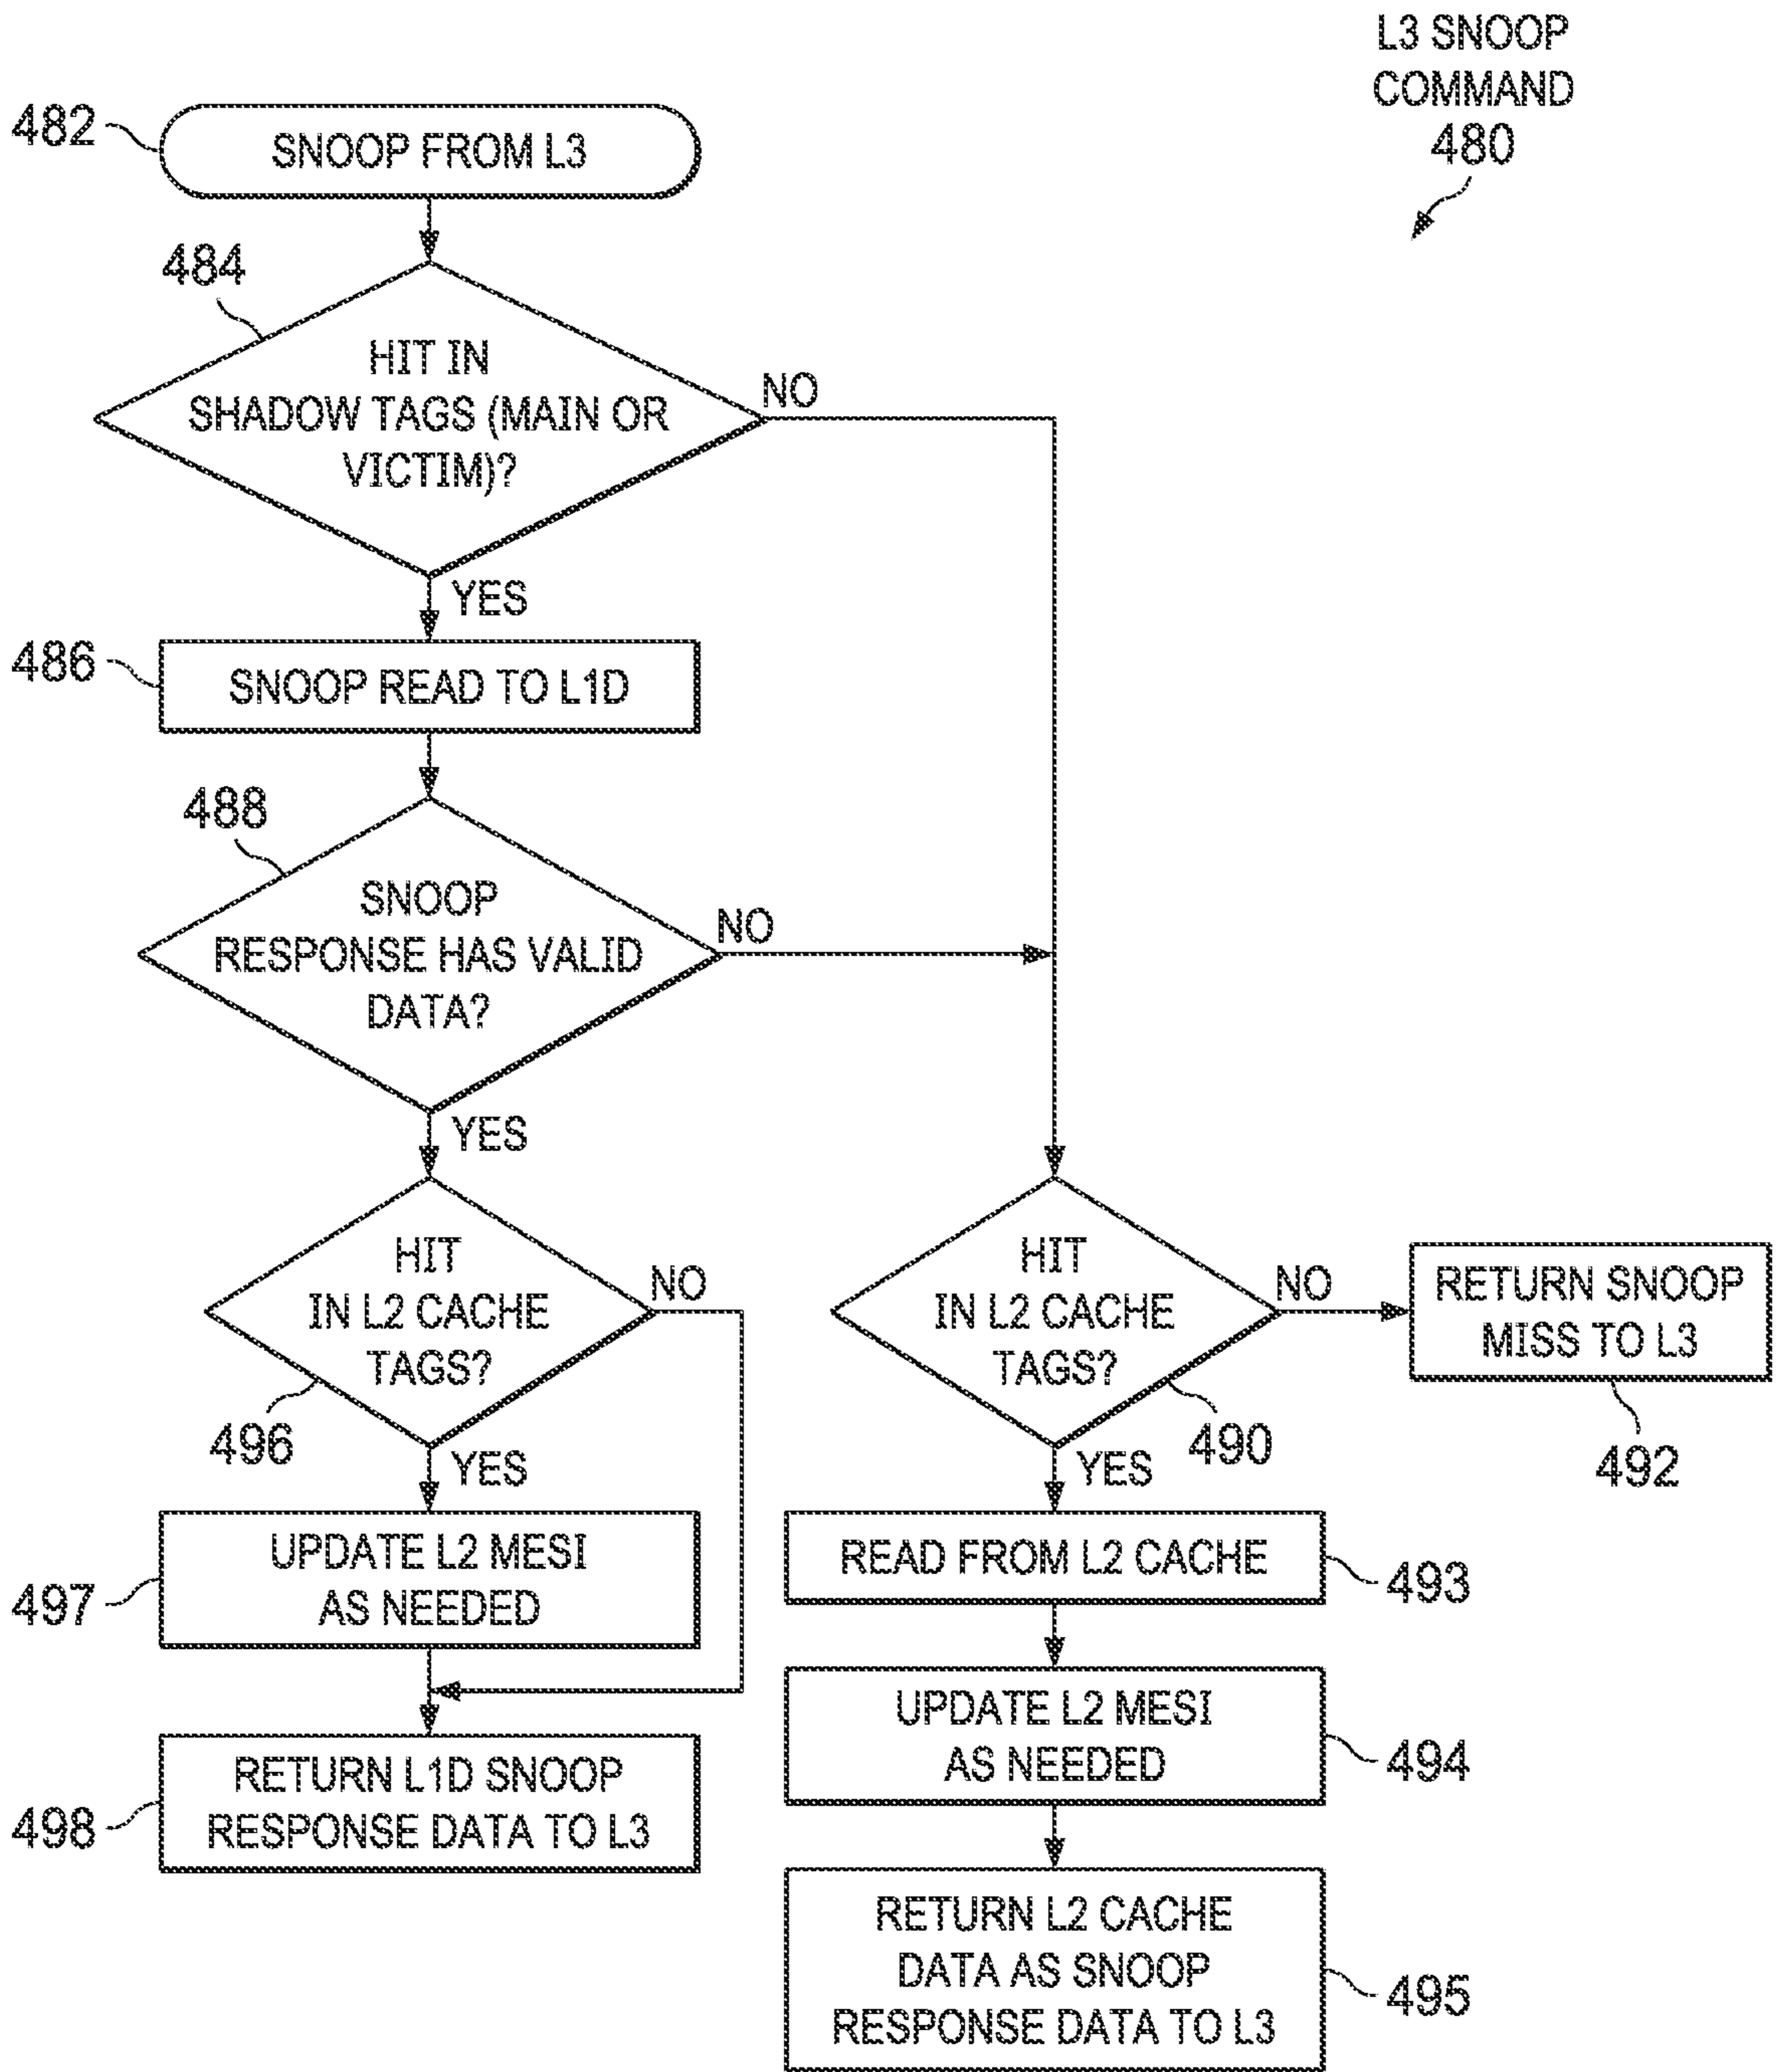 L3 SNOOP
COMMAND
480
482
SNOOP FROM L3
484
HIT IN
SHADOW TAGS (MAIN OR
VICTIM)?
NO
YES
486
SNOOP READ TO L1D
488
SNOOP
RESPONSE HAS VALID
DATA?
NO
YES
HIT
IN L2 CACHE
TAGS?
NO
496
YES
UPDATE L2 MESI
AS NEEDED
497
RETURN L1D SNOOP
RESPONSE DATA TO L3
498
HIT
IN L2 CACHE
TAGS?
NO
490
YES
RETURN SNOOP
MISS TO L3
492
READ FROM L2 CACHE
493
UPDATE L2 MESI
AS NEEDED
494
RETURN L2 CACHE
DATA AS SNOOP
RESPONSE DATA TO L3
495